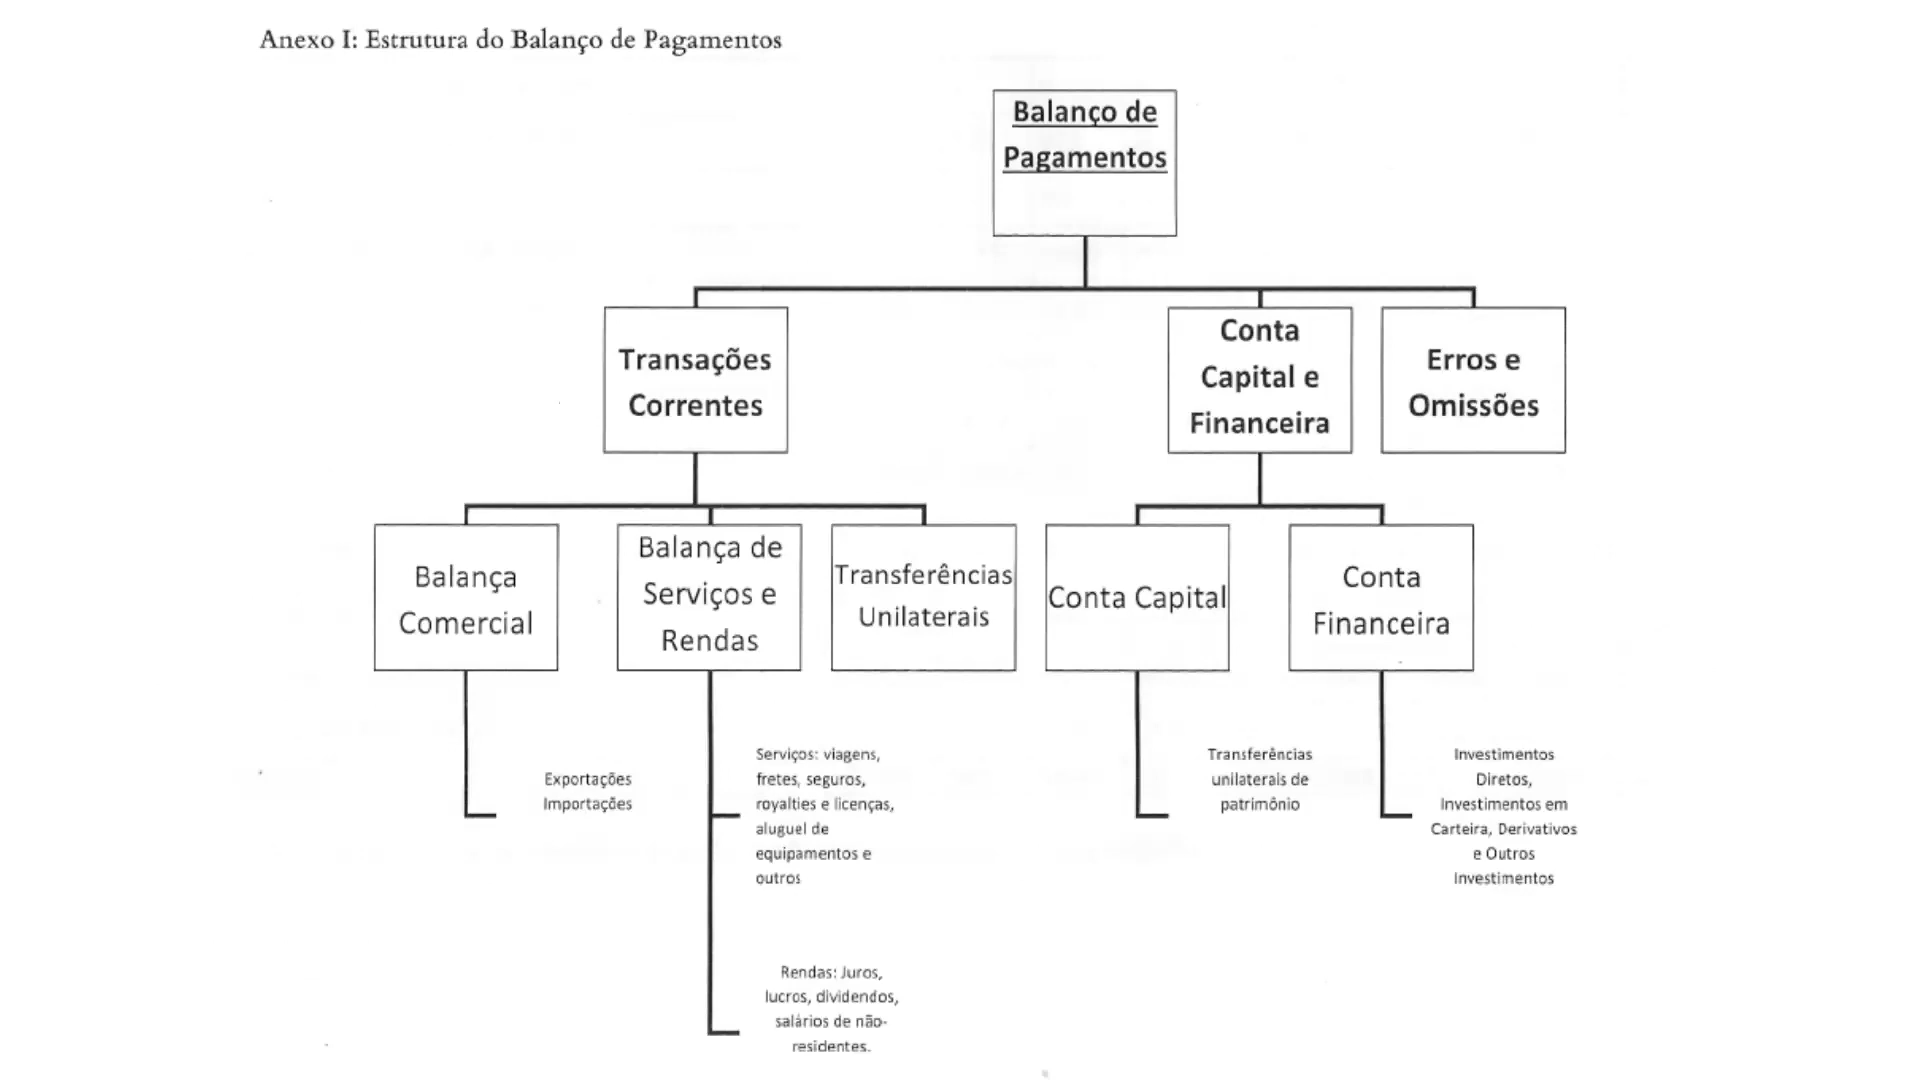 Anexo I: Estrutura do Balanço de Pagamentos
Balanço de
Pagamentos
Transações
Correntes
Conta
Capital e
Financeira
Erros e
Omissões
Balança
Comercial
Balança de
Serviços e
Rendas
Transferências
Unilaterais
Conta Capital
Conta
Financeira
Exportações
Importações
Serviços: viagens,
fretes, seguros,
royalties e licenças,
aluguel de
equipamentos e
outros
Rendas: Juros,
lucros, dividendos,
salários de não-
residentes.
Transferências
unilaterais de
patrimônio
Investimentos
Diretos,
Investimentos em
Carteira, Derivativos
e Outros
Investimentos